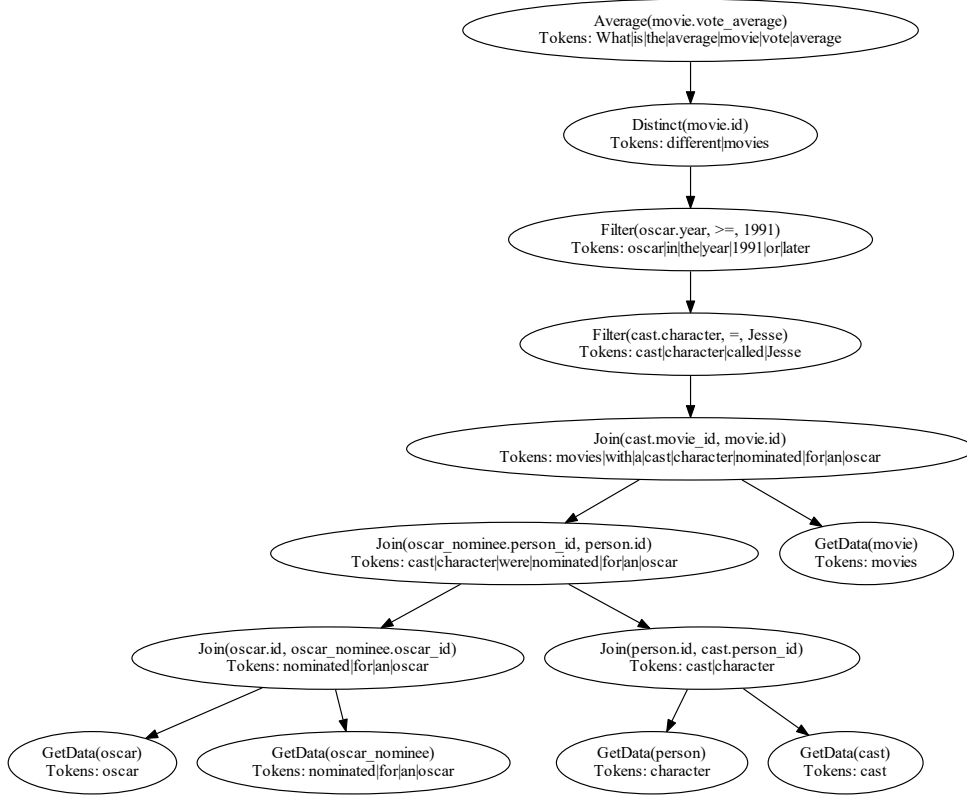 Average(movie.vote_average)
Tokens: What|is|the|average|movie|vote|average
Distinct(movie.id)
Tokens: different|movies
Filter(oscar.year, >=, 1991)
Tokens: oscar|in|the|year|1991|or|later
Filter(cast.character, =, Jesse)
Tokens: cast|character|called|Jesse
Join(cast.movie_id, movie.id)
Tokens: movies|with|a|cast|character|nominated|for|an|oscar
Join(oscar_nominee.person_id, person.id)
Tokens: cast|character|were|nominated|for|an|oscar
GetData(movie)
Tokens: movies
Join(oscar.id, oscar_nominee.oscar_id)
Tokens: nominated|for|an|oscar
Join(person.id, cast.person_id)
Tokens: cast|character
GetData(oscar)
Tokens: oscar
GetData(oscar_nominee)
Tokens: nominated|for|an|oscar
GetData(person)
Tokens: character
GetData(cast)
Tokens: cast